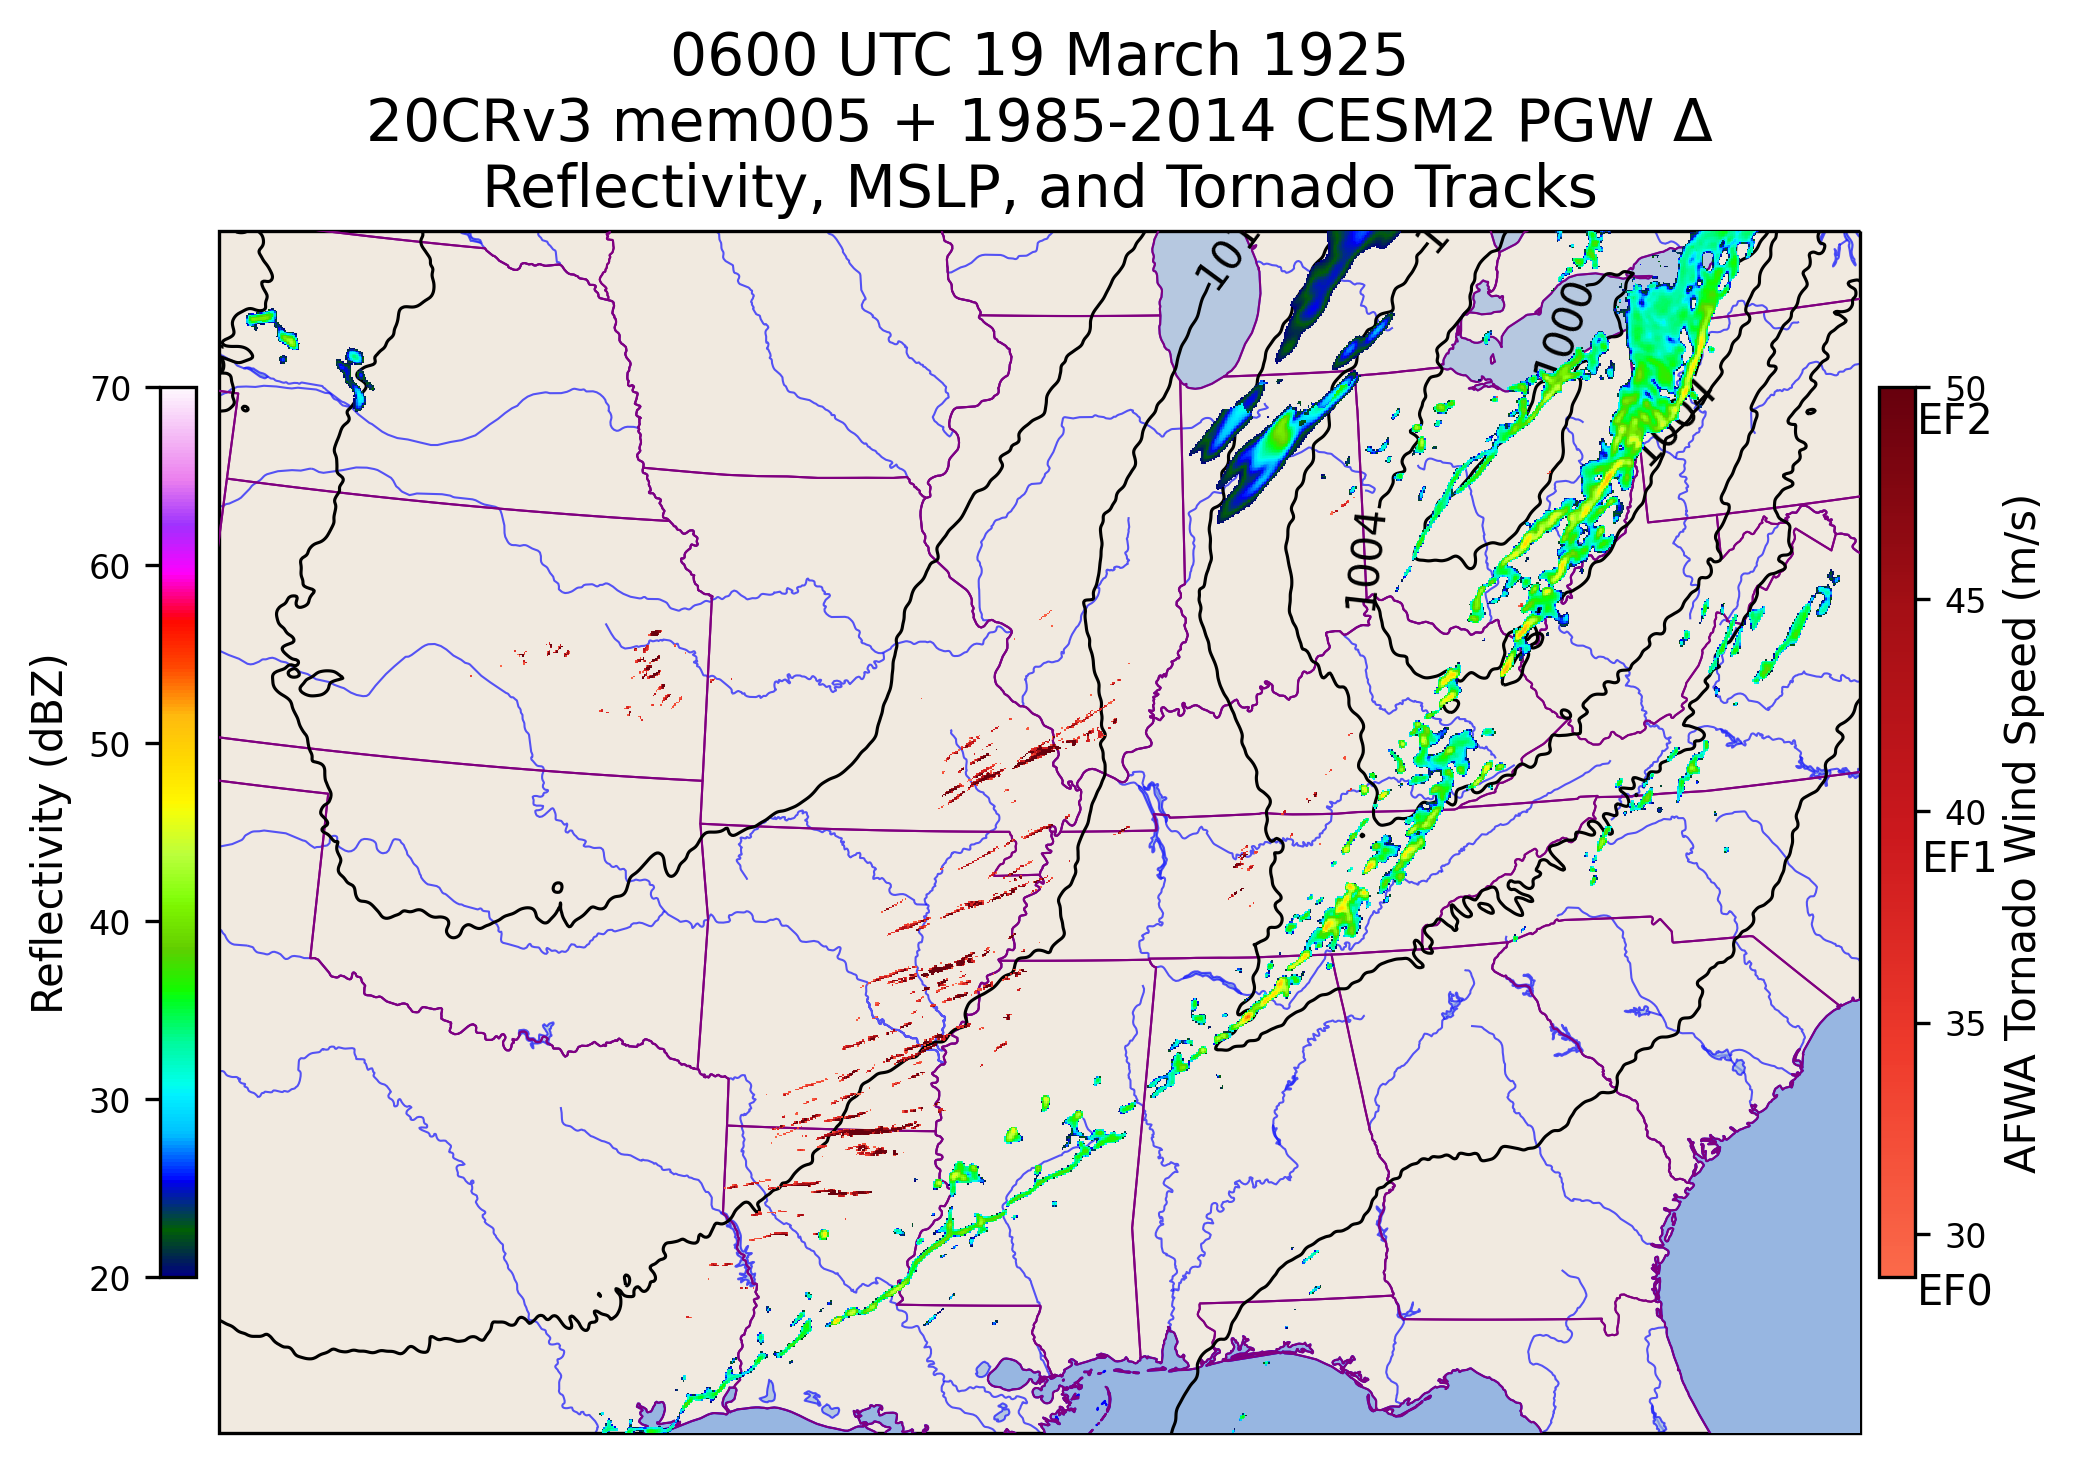 0600 UTC 19 March 1925
20CRv3 mem005 + 1985-2014 CESM2 PGW Δ
Reflectivity, MSLP, and Tornado Tracks
1000
1004
1004
70
60
50
40
30
20
Reflectivity (dBZ)
50
EF2
45
40
EF1
35
30
EF0
AFWA Tornado Wind Speed (m/s)